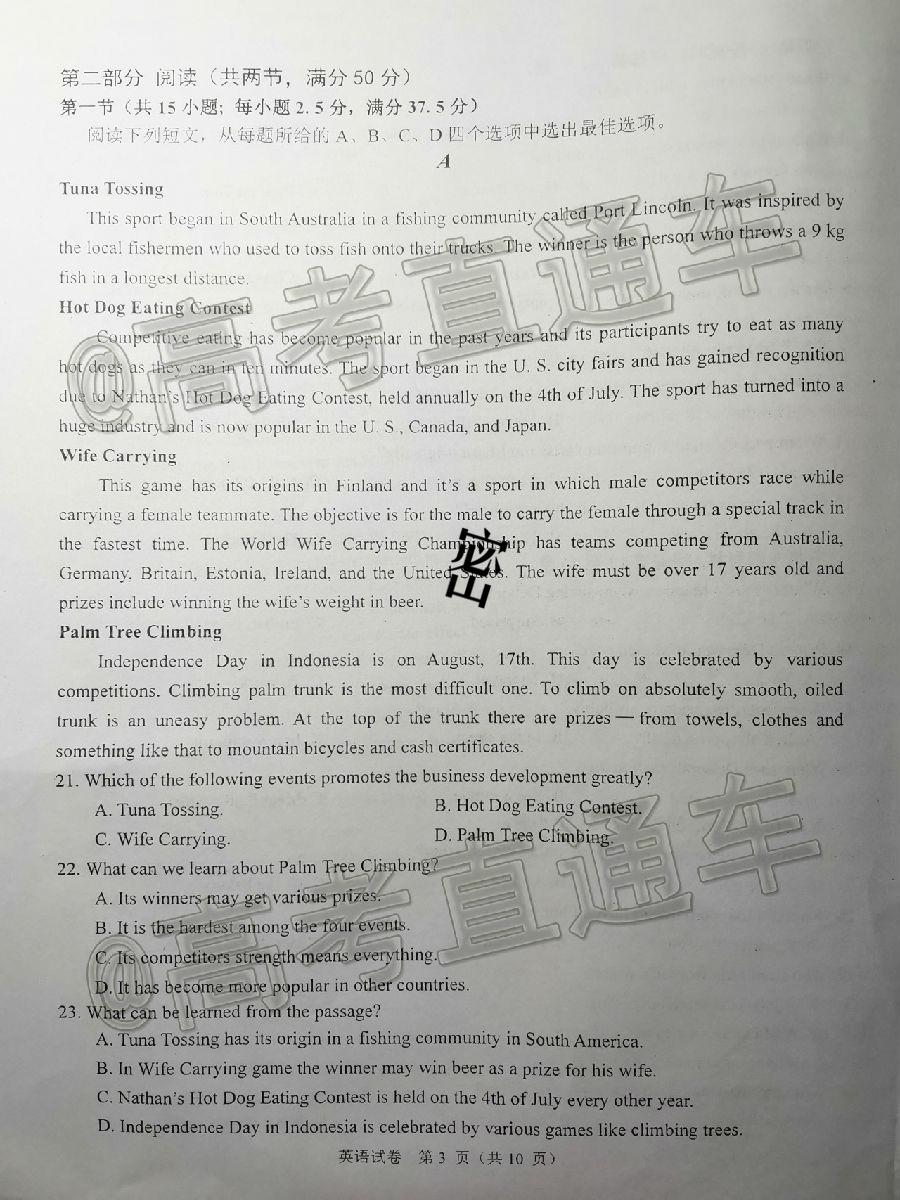 第二部分 阅读（共两节，满分 50 分）
第一节（共 15 小题; 每小题 2. 5 分，满分 37. 5 分）
阅读下列短文，从每题所给的 A、B、C、D 四个选项中选出最佳选项。
A
Tuna Tossing
This sport began in South Australia in a fishing community called Port Lincoln. It was inspired by
the local fishermen who used to toss fish onto their trucks. The winner is the person who throws a 9 kg
fish in a longest distance.
Hot Dog Eating Contest
Competitive eating has become popular in the past years and its participants try to eat as many
hot dogs as they can in ten minutes. The sport began in the U. S. city fairs and has gained recognition
due to Nathan's Hot Dog Eating Contest, held annually on the 4th of July. The sport has turned into a
huge industry and is now popular in the U. S., Canada, and Japan.
Wife Carrying
This game has its origins in Finland and it's a sport in which male competitors race while
carrying a female teammate. The objective is for the male to carry the female through a special track in
the fastest time. The World Wife Carrying Championship has teams competing from Australia,
Germany, Britain, Estonia, Ireland, and the United States. The wife must be over 17 years old and
prizes include winning the wife's weight in beer.
Palm Tree Climbing
Independence Day in Indonesia is on August, 17th. This day is celebrated by various
competitions. Climbing palm trunk is the most difficult one. To climb on absolutely smooth, oiled
trunk is an uneasy problem. At the top of the trunk there are prizes — from towels, clothes and
something like that to mountain bicycles and cash certificates.
21. Which of the following events promotes the business development greatly?
A. Tuna Tossing. B. Hot Dog Eating Contest.
C. Wife Carrying. D. Palm Tree Climbing.
22. What can we learn about Palm Tree Climbing?
A. Its winners may get various prizes.
B. It is the hardest among the four events.
C. Its competitors strength means everything.
D. It has become more popular in other countries.
23. What can be learned from the passage?
A. Tuna Tossing has its origin in a fishing community in South America.
B. In Wife Carrying game the winner may win beer as a prize for his wife.
C. Nathan's Hot Dog Eating Contest is held on the 4th of July every other year.
D. Independence Day in Indonesia is celebrated by various games like climbing trees.
英语试卷 第 3 页（共 10 页）
@高考直通车
密
@高考直通车